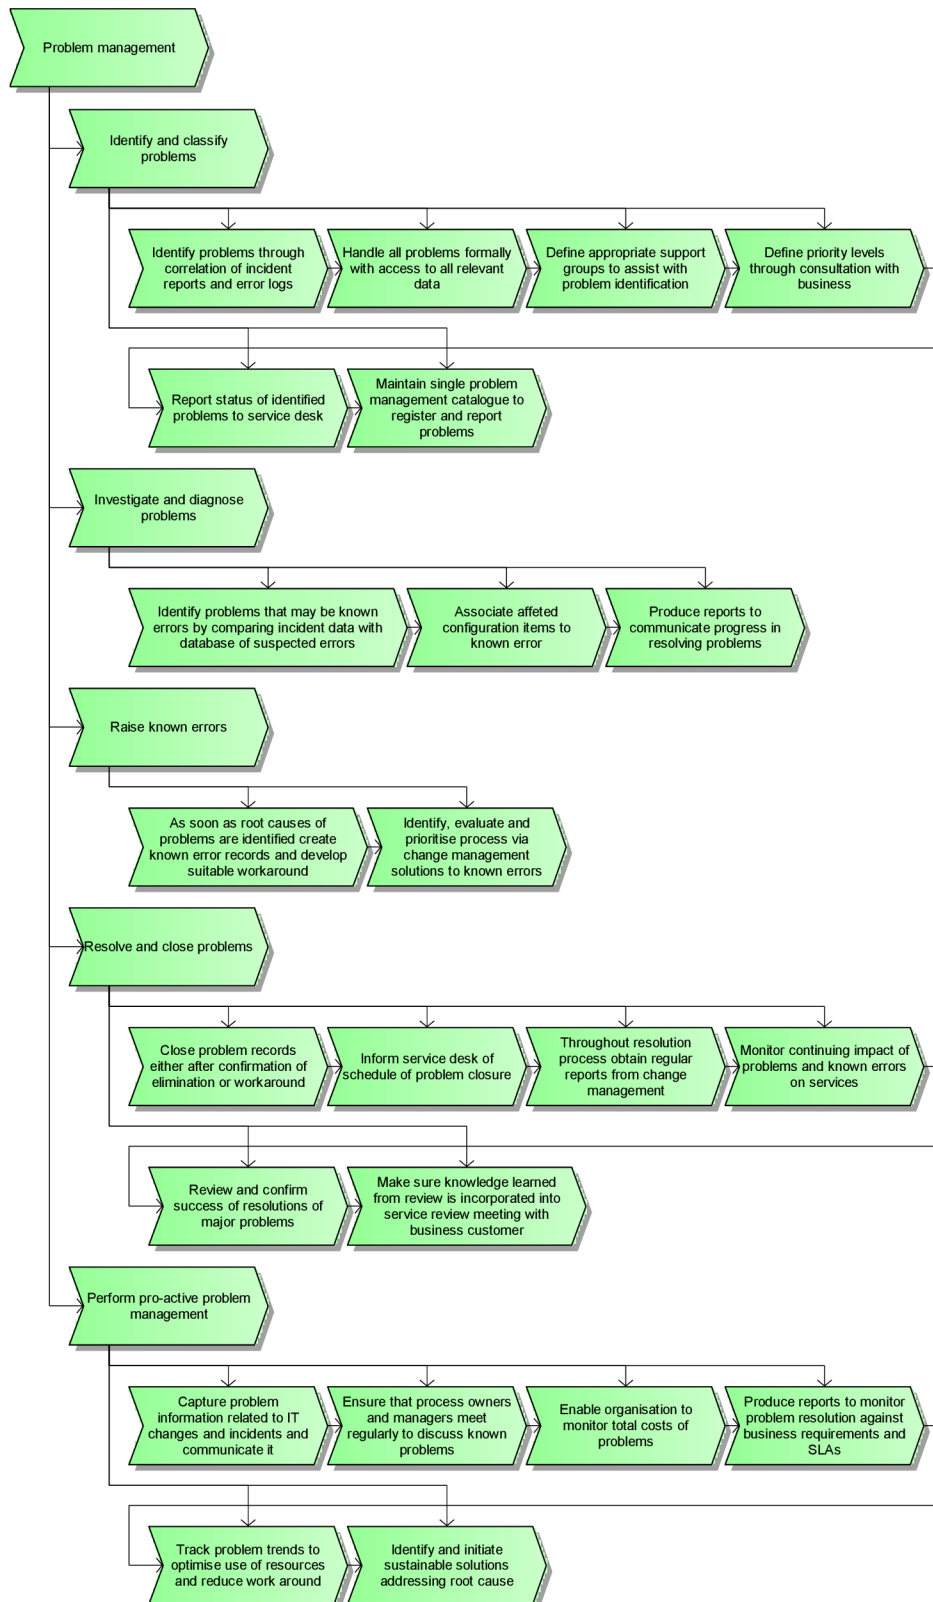 Problem management
Identify and classify
problems
Identify problems through
correlation of incident
reports and error logs
Handle all problems formally
with access to all relevant
data
Define appropriate support
groups to assist with
problem identification
Define priority levels
through consultation with
business
Report status of identified
problems to service desk
Maintain single problem
management catalogue to
register and report
problems
Investigate and diagnose
problems
Identify problems that may be known
errors by comparing incident data with
database of suspected errors
Associate affeted
configuration items to
known error
Produce reports to
communicate progress in
resolving problems
Raise known errors
As soon as root causes of
problems are identified create
known error records and develop
suitable workaround
Identify, evaluate and
prioritise process via
change management
solutions to known errors
Resolve and close problems
Close problem records
either after confirmation of
elimination or workaround
Inform service desk of
schedule of problem closure
Throughout resolution
process obtain regular
reports from change
management
Monitor continuing impact of
problems and known errors
on services
Review and confirm
success of resolutions of
major problems
Make sure knowledge learned
from review is incorporated into
service review meeting with
business customer
Perform pro-active problem
management
Capture problem
information related to IT
changes and incidents and
communicate it
Ensure that process owners
and managers meet
regularly to discuss known
problems
Enable organisation to
monitor total costs of
problems
Produce reports to monitor
problem resolution against
business requirements and
SLAs
Track problem trends to
optimise use of resources
and reduce work around
Identify and initiate
sustainable solutions
addressing root cause